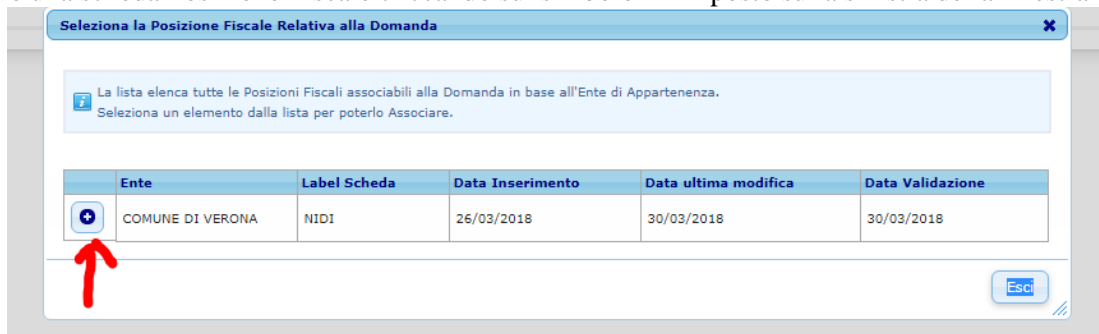 Seleziona la Posizione Fiscale Relativa alla Domanda
La lista elenca tutte le Posizioni Fiscali associabili alla Domanda in base all'Ente di Appartenenza.
Seleziona un elemento dalla lista per poterlo Associare.
Ente Label Scheda Data Inserimento Data ultima modifica Data Validazione
COMUNE DI VERONA NIDI 26/03/2018 30/03/2018 30/03/2018
Esci